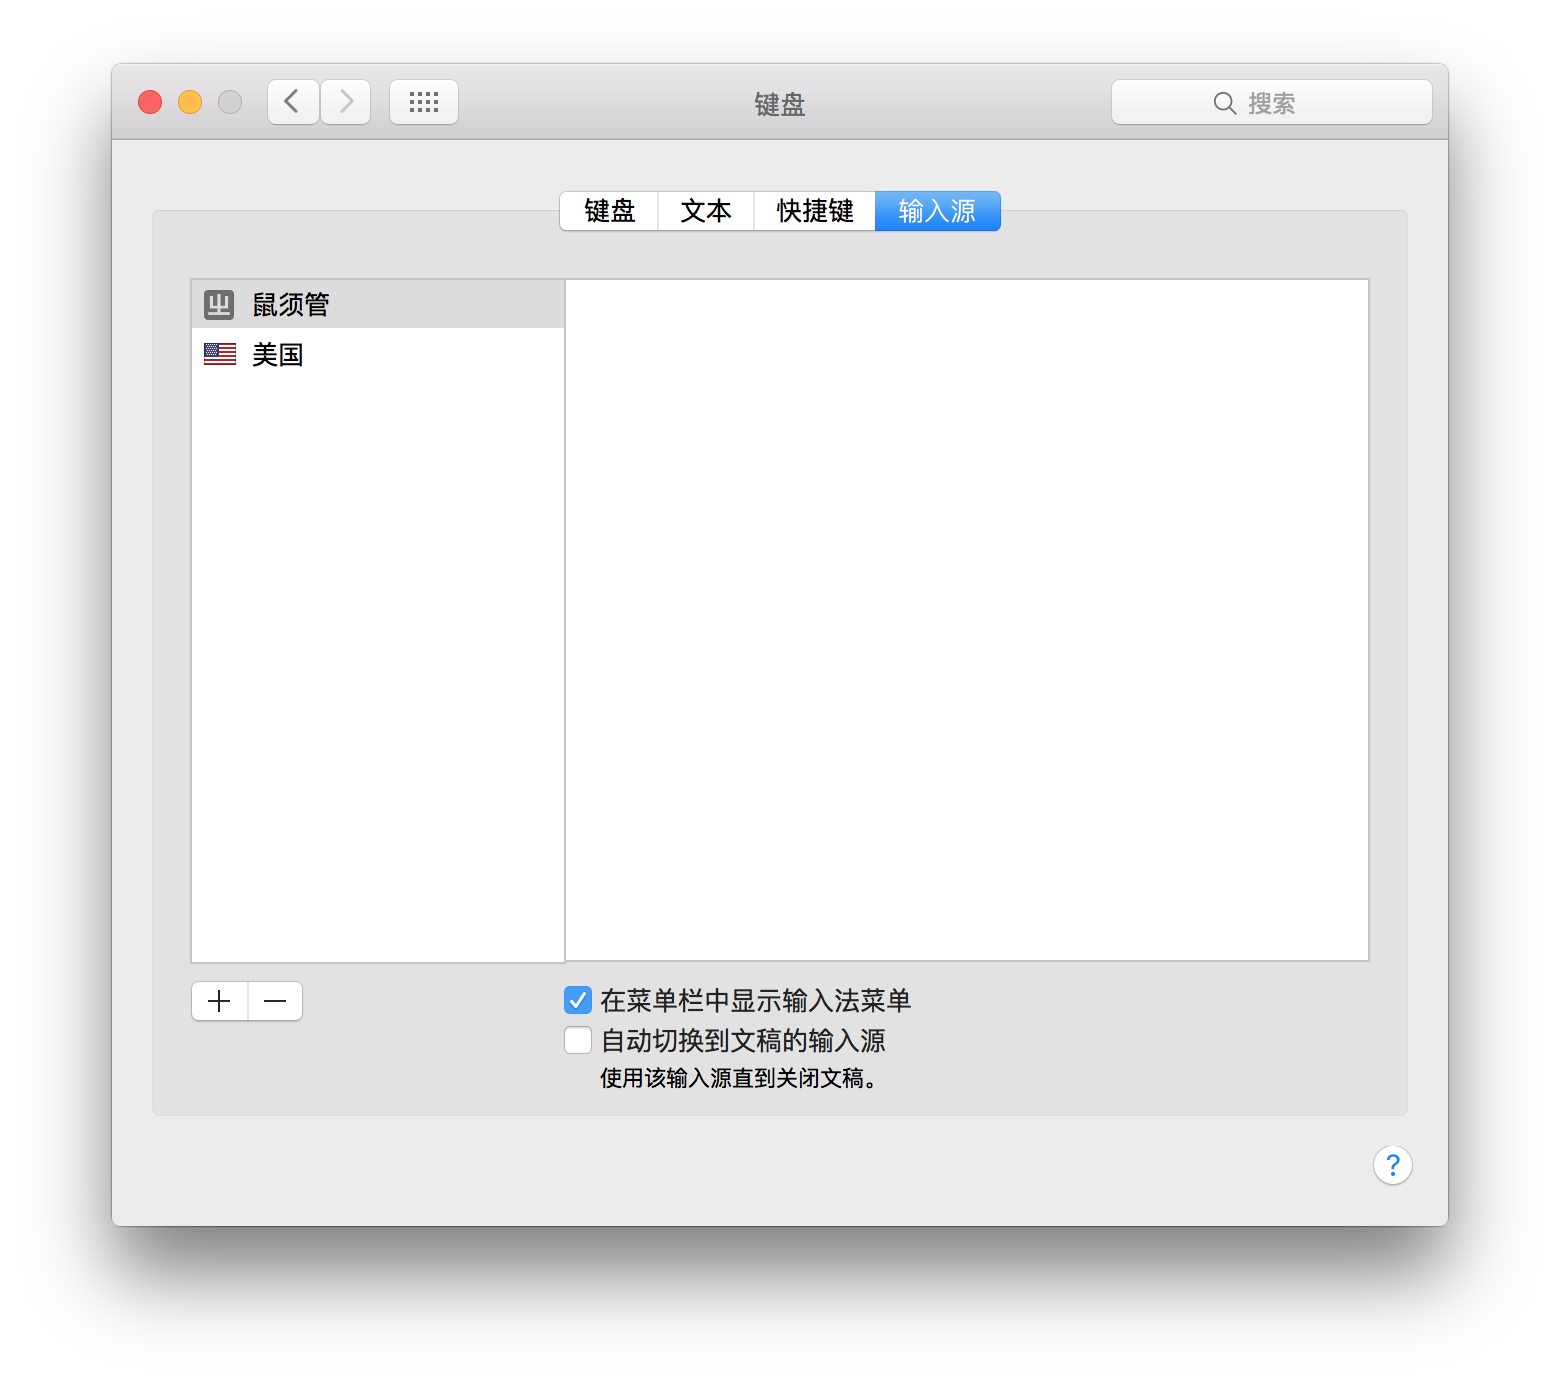 键盘
搜索
键盘 文本 快捷键 输入源
鼠须管
美国
在菜单栏中显示输入法菜单
自动切换到文稿的输入源
使用该输入源直到关闭文稿。
?